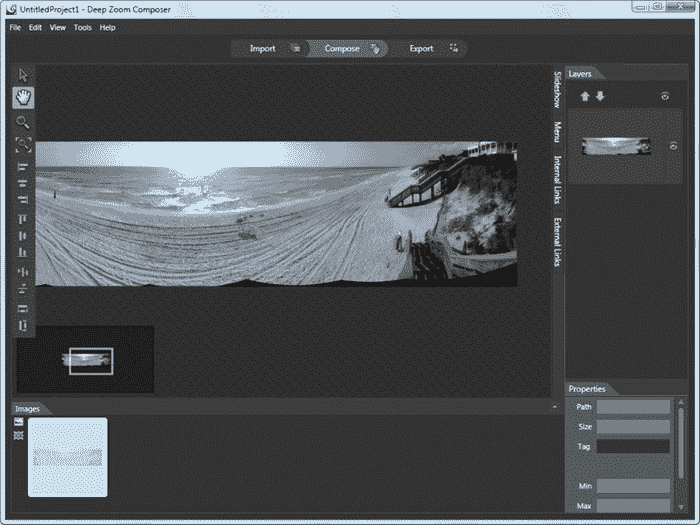 UntitledProject1 - Deep Zoom Composer
File Edit View Tools Help
Import Compose Export
Layers
Slideshow
Menu
Internal Links
External Links
Properties
Path
Size
Tag
Min
Max
Images